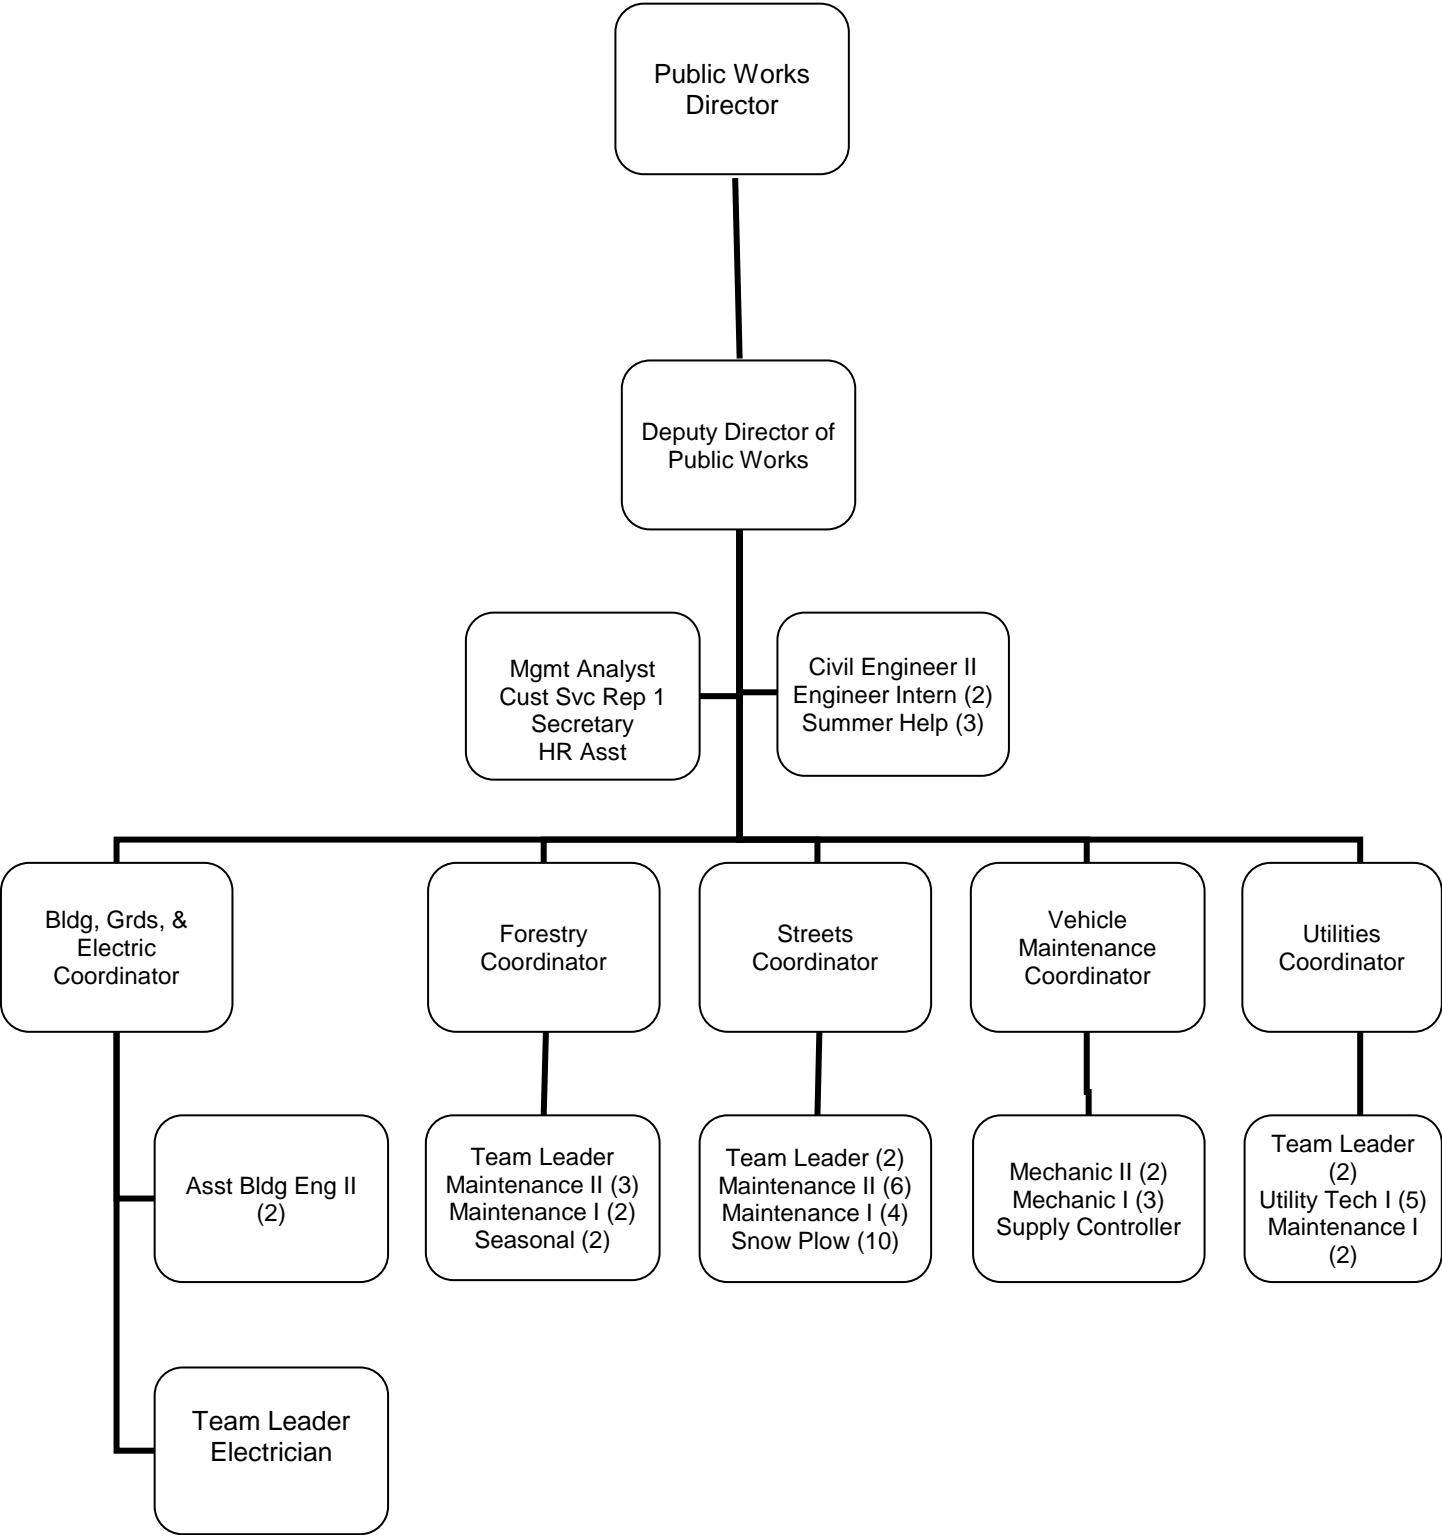 Public Works
Director
Deputy Director of
Public Works
Mgmt Analyst
Cust Svc Rep 1
Secretary
HR Asst
Civil Engineer II
Engineer Intern (2)
Summer Help (3)
Bldg, Grds, &
Electric
Coordinator
Forestry
Coordinator
Streets
Coordinator
Vehicle
Maintenance
Coordinator
Utilities
Coordinator
Asst Bldg Eng II
(2)
Team Leader
Maintenance II (3)
Maintenance I (2)
Seasonal (2)
Team Leader (2)
Maintenance II (6)
Maintenance I (4)
Snow Plow (10)
Mechanic II (2)
Mechanic I (3)
Supply Controller
Team Leader
(2)
Utility Tech I (5)
Maintenance I
(2)
Team Leader
Electrician